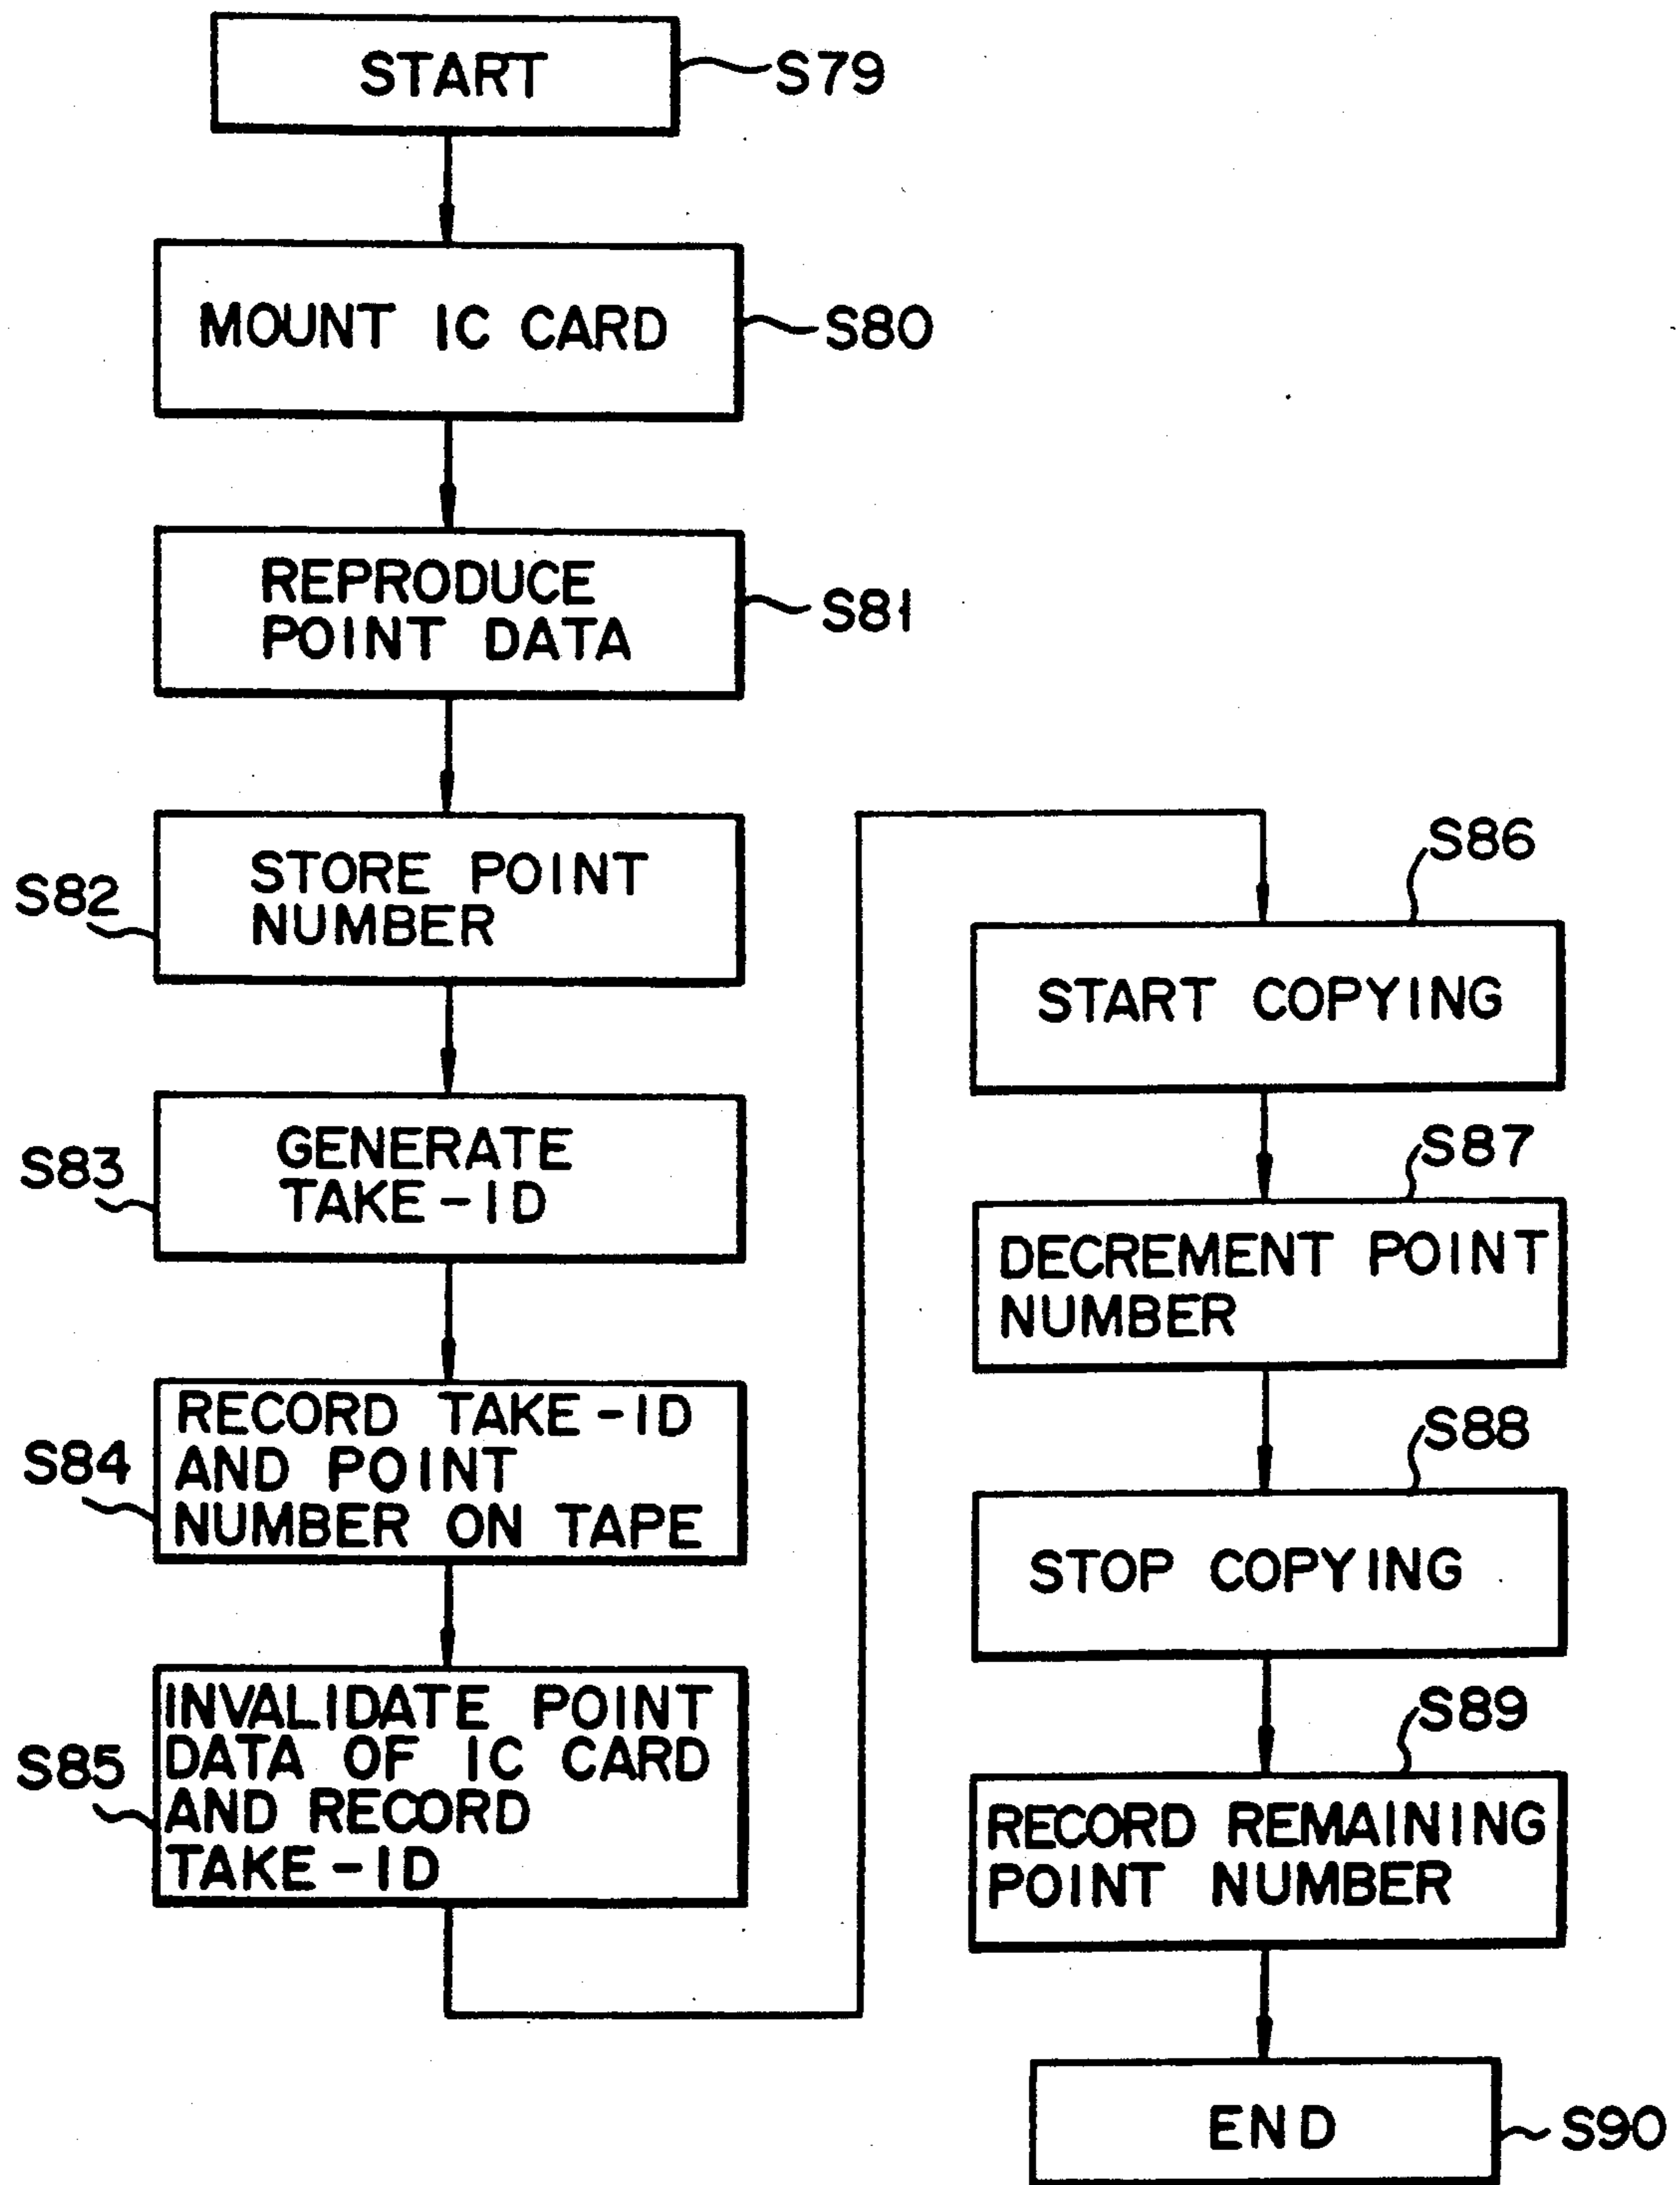 START
S79
MOUNT IC CARD
S80
REPRODUCE
POINT DATA
S81
STORE POINT
NUMBER
S82
GENERATE
TAKE-ID
S83
RECORD TAKE-ID
AND POINT
NUMBER ON TAPE
S84
INVALIDATE POINT
DATA OF IC CARD
AND RECORD
TAKE-ID
S85
S86
START COPYING
S87
DECREMENT POINT
NUMBER
S88
STOP COPYING
S89
RECORD REMAINING
POINT NUMBER
END
S90